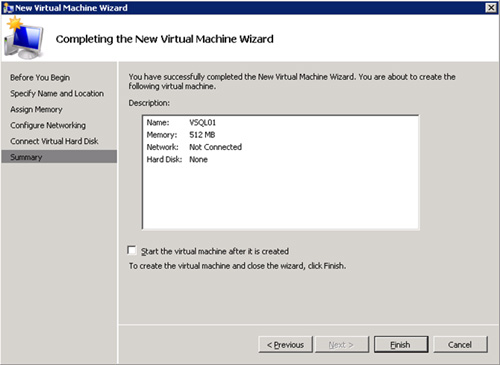 New Virtual Machine Wizard
Completing the New Virtual Machine Wizard
Before You Begin
Specify Name and Location
Assign Memory
Configure Networking
Connect Virtual Hard Disk
Summary
You have successfully completed the New Virtual Machine Wizard. You are about to create the
following virtual machine.
Description:
Name: VSQL01
Memory: 512 MB
Network: Not Connected
Hard Disk: None
Start the virtual machine after it is created
To create the virtual machine and close the wizard, click Finish.
< Previous
Next >
Finish
Cancel